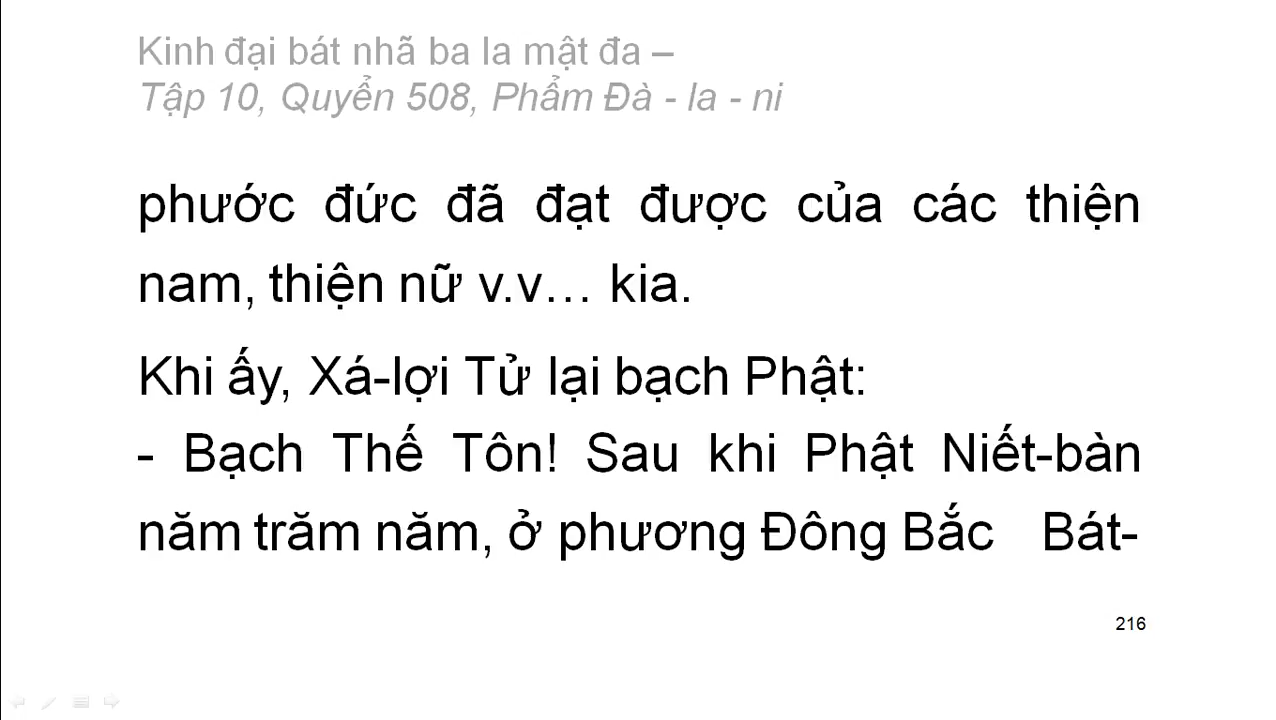 Kinh đại bát nhã ba la mật đa –
Tập 10, Quyển 508, Phẩm Đà - la - ni
phước đức đã đạt được của các thiện
nam, thiện nữ v.v… kia.
Khi ấy, Xá-lợi Tử lại bạch Phật:
- Bạch Thế Tôn! Sau khi Phật Niết-bàn
năm trăm năm, ở phương Đông Bắc Bát-
216